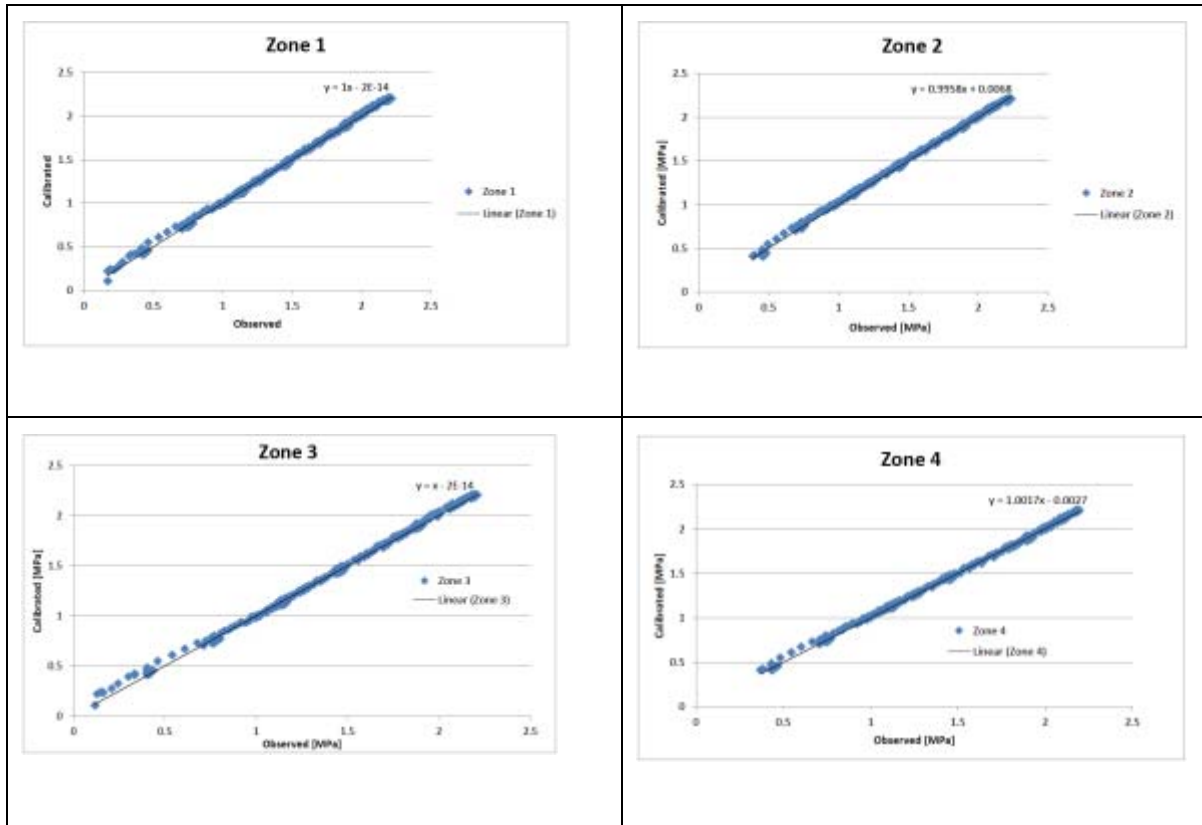 Zone 1
2.5
y = 1x - 2E-14
2
1.5
1
0.5
0
Calibrated
Zone 1
Linear (Zone 1)
0 0.5 1 1.5 2 2.5
Observed
Zone 2
2.5
y = 0.9958x + 0.0068
2
1.5
1
0.5
0
Calibrated [MPa]
Zone 2
Linear (Zone 2)
0 0.5 1 1.5 2 2.5
Observed [MPa]
Zone 3
2.5
y = x - 2E-14
2
1.5
1
0.5
0
Calibrated [MPa]
Zone 3
Linear (Zone 3)
0 0.5 1 1.5 2 2.5
Observed [MPa]
Zone 4
2.5
y = 1.0017x - 0.0027
2
1.5
1
0.5
0
Calibrated [MPa]
Zone 4
Linear (Zone 4)
0 0.5 1 1.5 2 2.5
Observed [MPa]